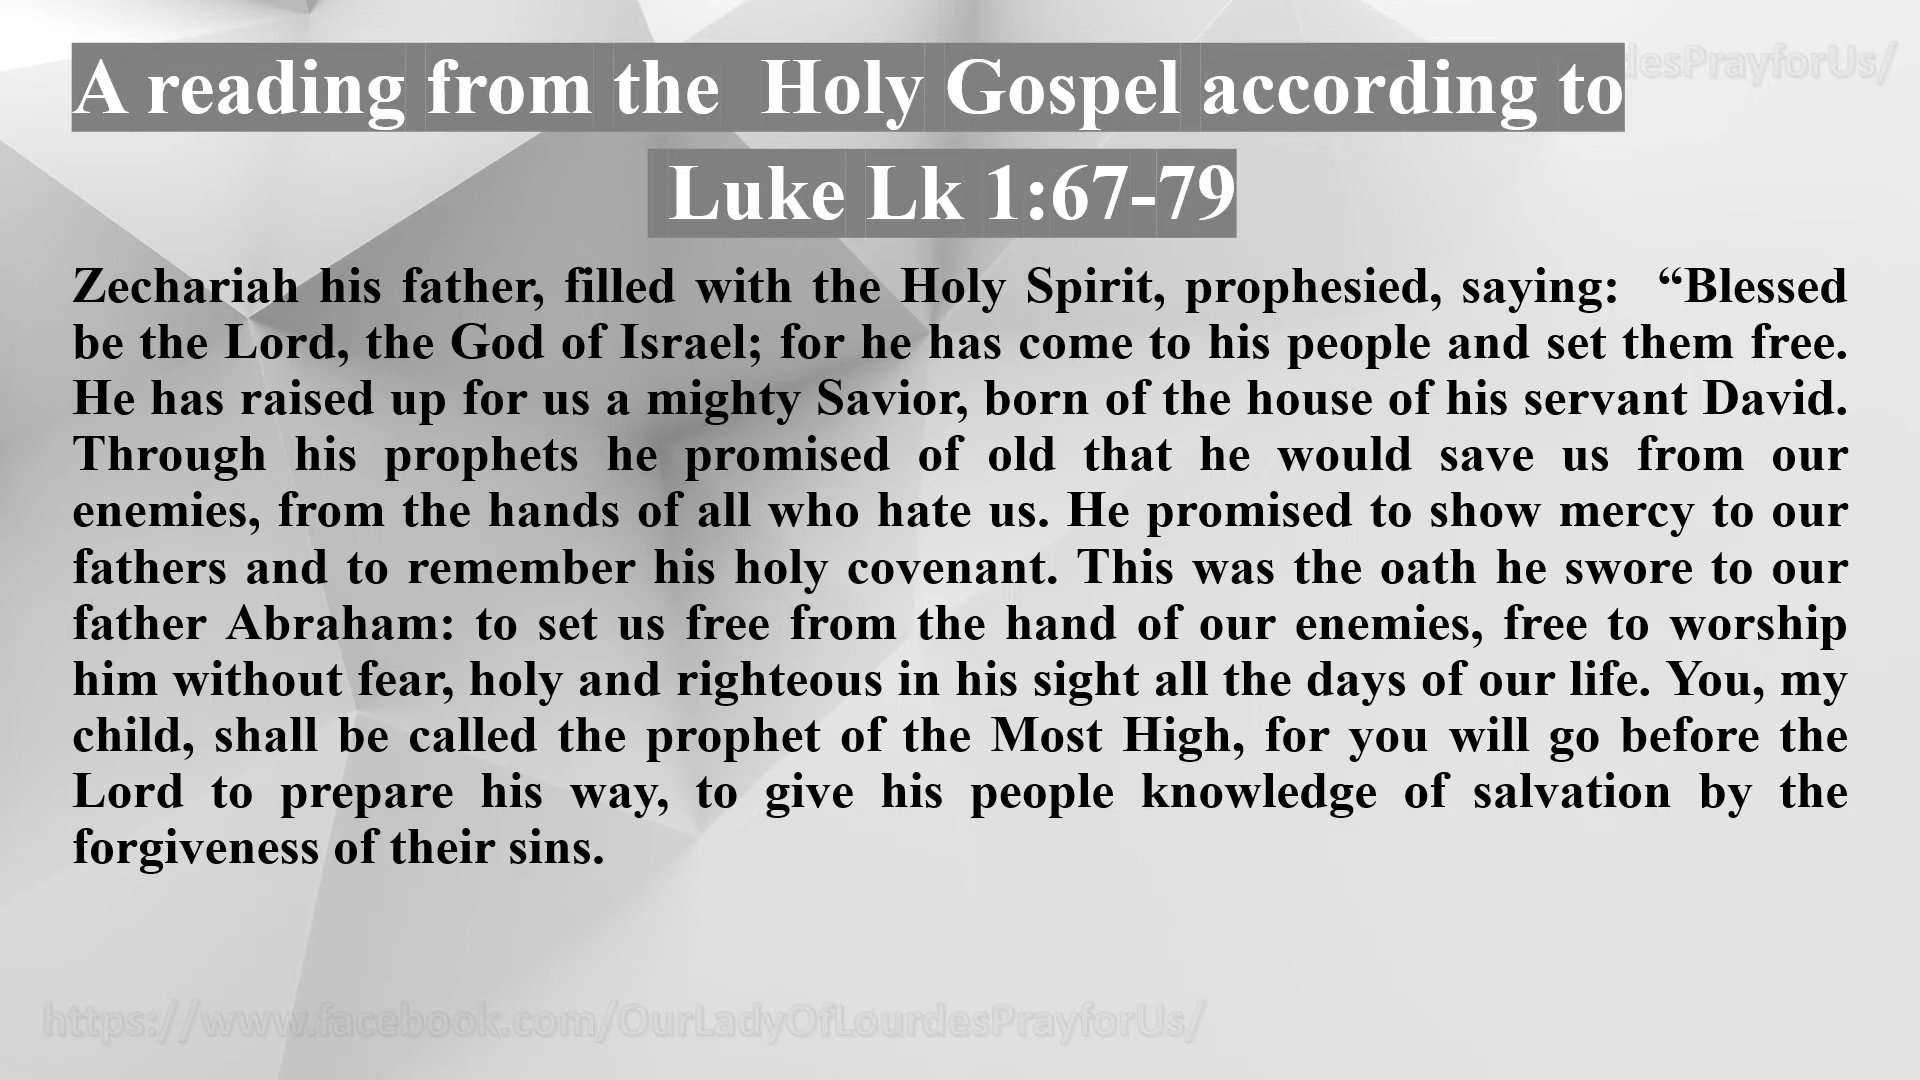 desPrayforUs/
A reading from the  Holy Gospel according to
Luke Lk 1:67-79
Zechariah his father, filled with the Holy Spirit, prophesied, saying:  “Blessed
be the Lord, the God of Israel; for he has come to his people and set them free.
He has raised up for us a mighty Savior, born of the house of his servant David.
Through his prophets he promised of old that he would save us from our
enemies, from the hands of all who hate us. He promised to show mercy to our
fathers and to remember his holy covenant. This was the oath he swore to our
father Abraham: to set us free from the hand of our enemies, free to worship
him without fear, holy and righteous in his sight all the days of our life. You, my
child, shall be called the prophet of the Most High, for you will go before the
Lord to prepare his way, to give his people knowledge of salvation by the
forgiveness of their sins.
https://www.facebook.com/OurLadyOfLourdesPrayforUs/